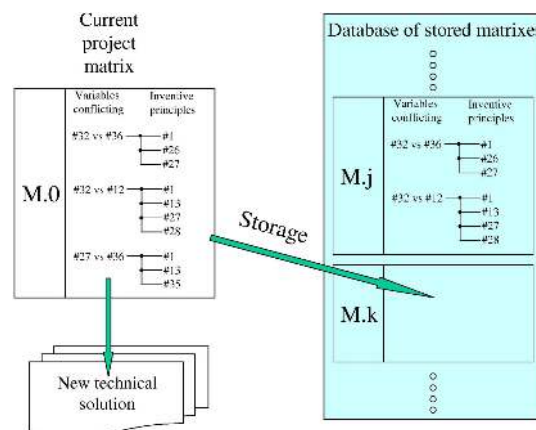 Current
project
matrix
Variables
conflicting
Inventive
principles
M.0
#32 vs #36
#1
#26
#27
#32 vs #12
#1
#13
#27
#28
#27 vs #36
#1
#13
#35
New technical
solution
Storage
Database of stored matrixes
Variables
conflicting
Inventive
principles
M.j
#32 vs #36
#1
#26
#27
#32 vs #12
#1
#13
#27
#28
M.k